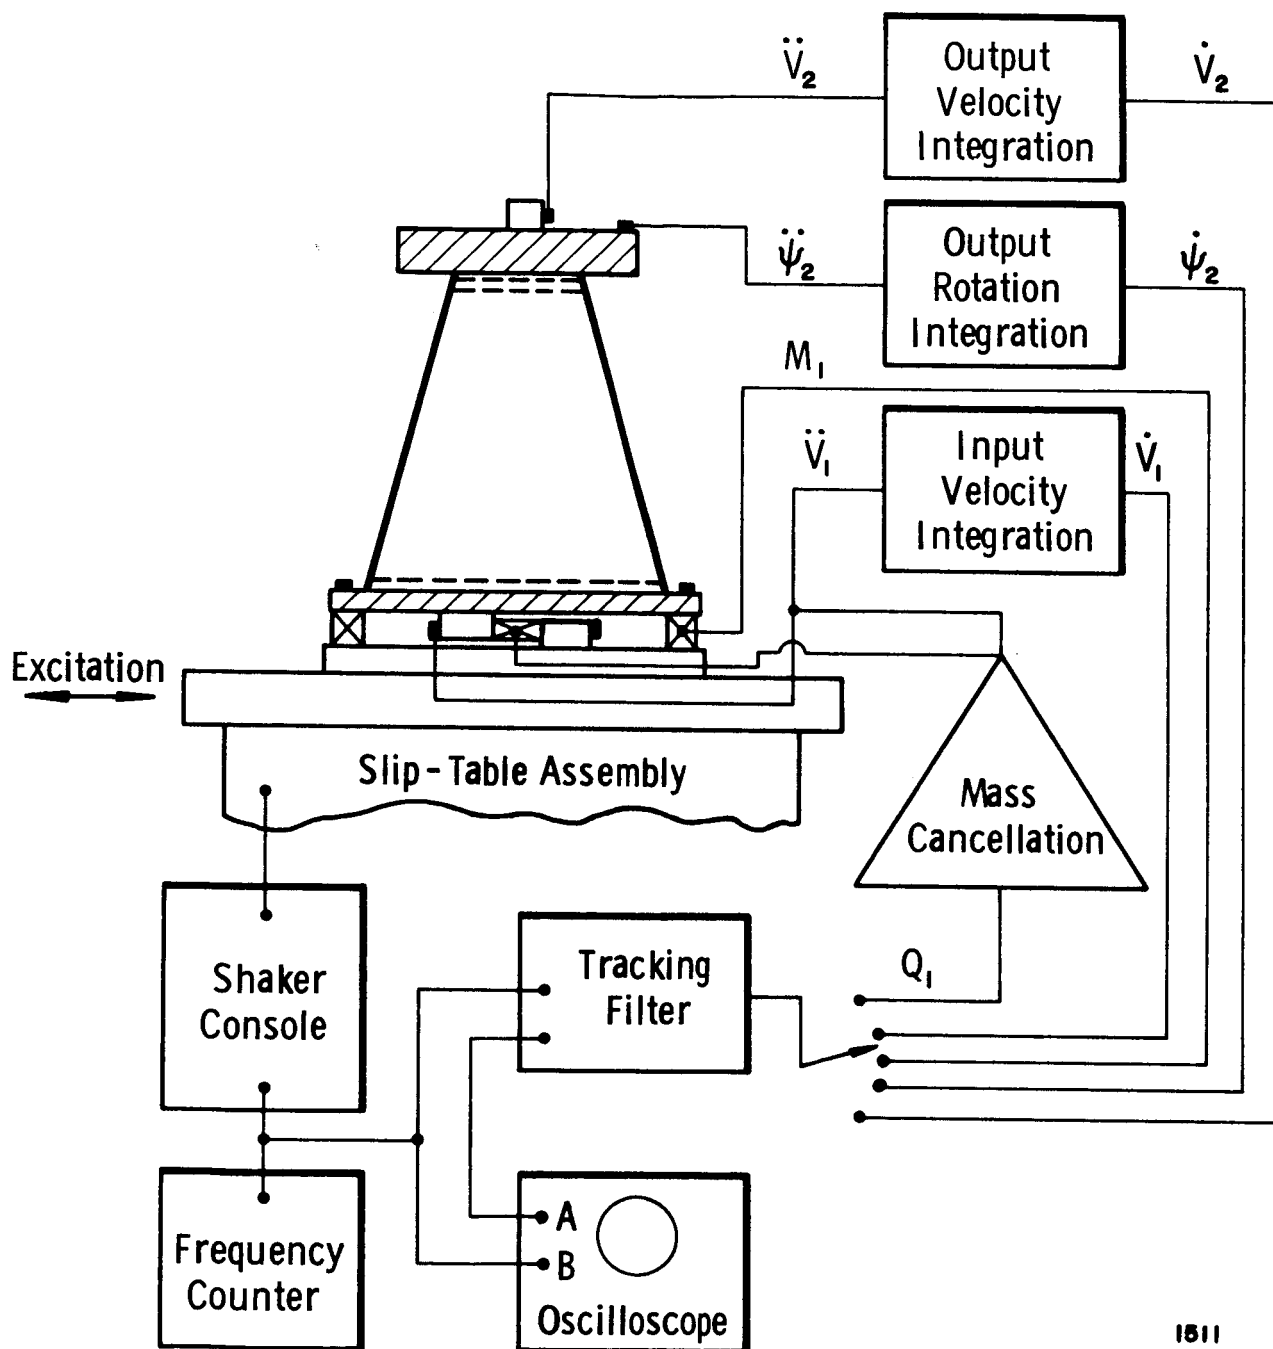 V̈₂
Output
Velocity
Integration
V̇₂
ψ̈₂
Output
Rotation
Integration
ψ̇₂
M₁
V̈₁
Input
Velocity
Integration
V̇₁
Excitation
Slip-Table Assembly
Mass
Cancellation
Shaker
Console
Tracking
Filter
Q₁
Frequency
Counter
A
B
Oscilloscope
1511